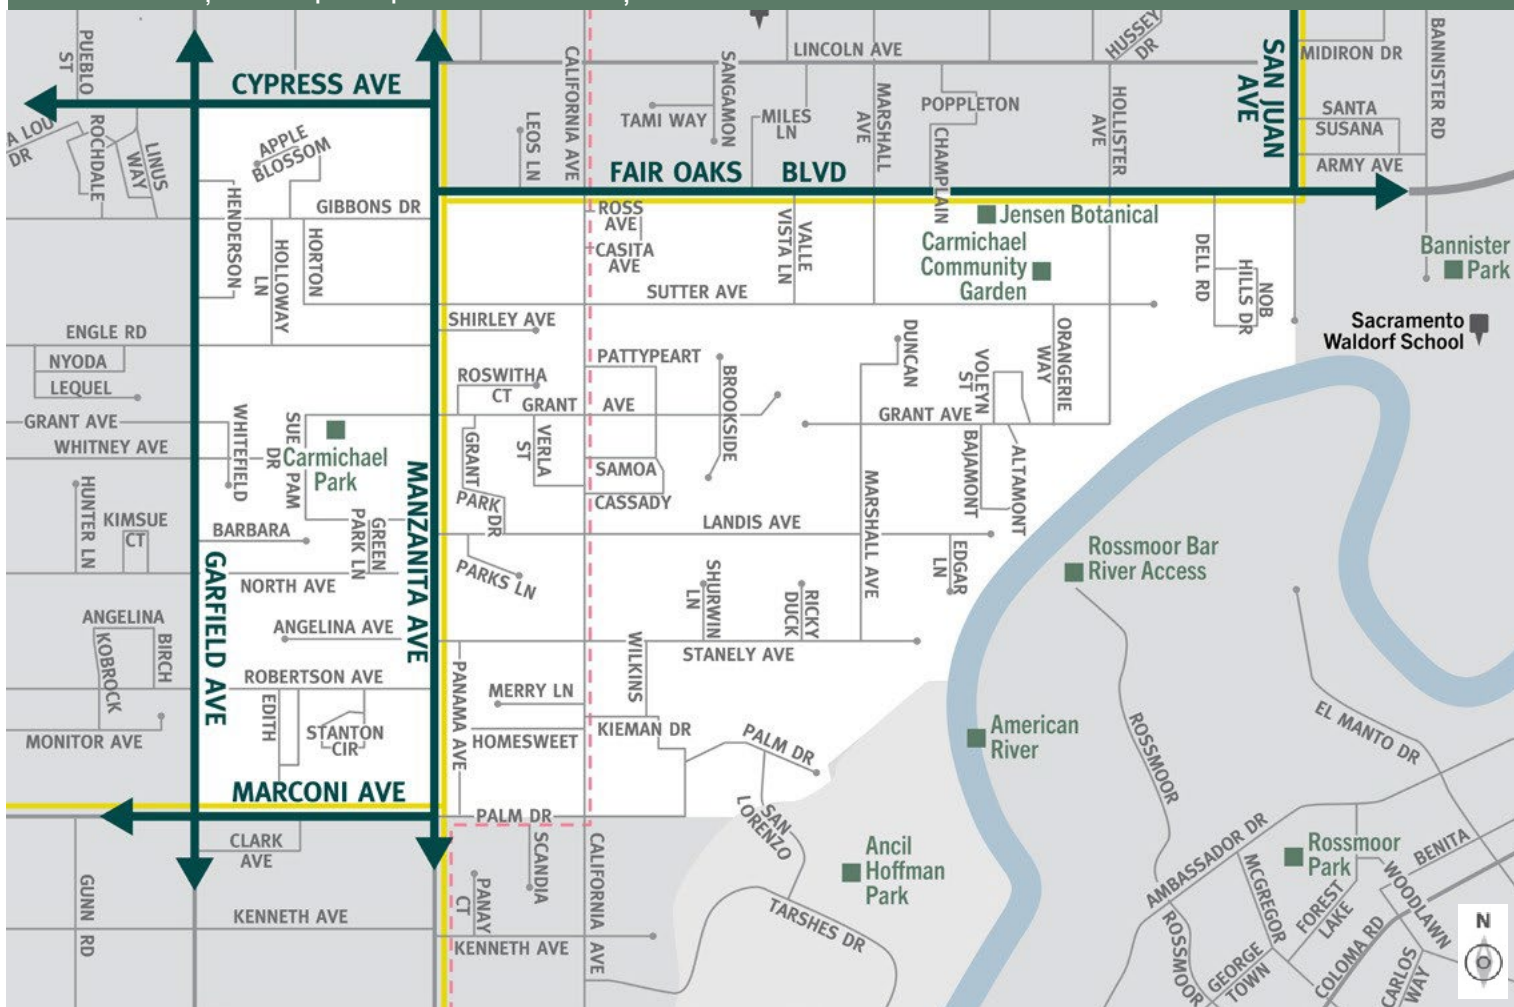 PUEBLO
ST
CYPRESS AVE
CALIFORNIA AVE
SANGAMON
LINCOLN AVE
HUSSEY
DR
SAN JUAN
AVE
MIDIRON DR
BANNISTER RD
A LOU
DR
ROCHDALE
LINUS
WAY
APPLE
BLOSSOM
LEOS LN
TAMI WAY
MILES
LN
MARSHALL
AVE
POPPLETON
CHAMPLAIN
HOLLISTER
AVE
SANTA
SUSANA
ARMY AVE
FAIR OAKS BLVD
HENDERSON
GIBBONS DR
HOLLOWAY
LN
HORTON
ROSS
AVE
CASITA
AVE
VALLE
VISTA LN
Jensen Botanical
Carmichael
Community
Garden
DELL RD
NOB
HILLS DR
Bannister
Park
SUTTER AVE
ENGLE RD
NYODA
LEQUEL
SHIRLEY AVE
PATTYPEART
ROSWITHA
CT
BROOKSIDE
DUNCAN
VOLEYN
ST
ORANGERIE
WAY
Sacramento
Waldorf School
GRANT AVE
WHITNEY AVE
WHITEFIELD
SUE PAM
DR
Carmichael
Park
GRANT AVE
GRANT
PARK
DR
VERLA
ST
SAMOA
CASSADY
GRANT AVE
BAJAMONT
ALTAMONT
HUNTER LN
KIMSUE
CT
BARBARA
GREEN
PARK LN
MANZANITA AVE
LANDIS AVE
MARSHALL AVE
EDGAR
LN
Rossmoor Bar
River Access
GARFIELD AVE
NORTH AVE
PARKS LN
SHURWIN
LN
RICKY
DUCK
ANGELINA
KOBROCK
BIRCH
ANGELINA AVE
WILKINS
STANELY AVE
ROBERTSON AVE
EDITH
STANTON
CIR
PANAMA AVE
MERRY LN
HOMESWEET
KIEMAN DR
PALM DR
American
River
ROSSMOOR
EL MANTO DR
MONITOR AVE
MARCONI AVE
PALM DR
SAN
LORENZO
CLARK
AVE
SCANDIA
CALIFORNIA AVE
Ancil
Hoffman
Park
AMBASSADOR DR
Rossmoor
Park
BENITA
GUNN RD
KENNETH AVE
PANAY
CT
KENNETH AVE
TARSHES DR
ROSSMOOR
MCGREGOR
GEORGE
TOWN
FOREST
LAKE
COLOMA RD
WOODLAWN
CARLOS
WAY
N